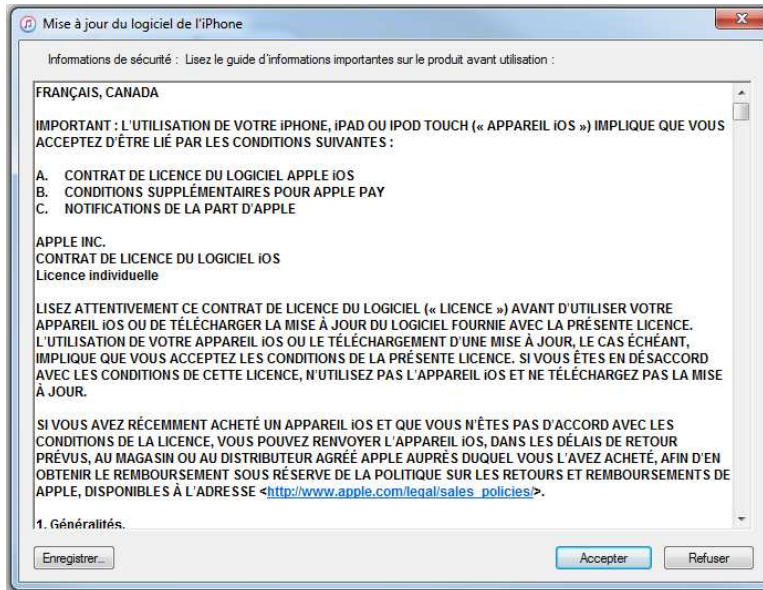 Mise à jour du logiciel de l'iPhone
Informations de sécurité : Lisez le guide d'informations importantes sur le produit avant utilisation :
FRANÇAIS, CANADA
IMPORTANT : L'UTILISATION DE VOTRE iPHONE, iPAD OU IPOD TOUCH (« APPAREIL iOS ») IMPLIQUE QUE VOUS
ACCEPTEZ D'ÊTRE LIÉ PAR LES CONDITIONS SUIVANTES :
A. CONTRAT DE LICENCE DU LOGICIEL APPLE iOS
B. CONDITIONS SUPPLÉMENTAIRES POUR APPLE PAY
C. NOTIFICATIONS DE LA PART D'APPLE
APPLE INC.
CONTRAT DE LICENCE DU LOGICIEL iOS
Licence individuelle
LISEZ ATTENTIVEMENT CE CONTRAT DE LICENCE DU LOGICIEL (« LICENCE ») AVANT D'UTILISER VOTRE
APPAREIL iOS OU DE TÉLÉCHARGER LA MISE À JOUR DU LOGICIEL FOURNIE AVEC LA PRÉSENTE LICENCE.
L'UTILISATION DE VOTRE APPAREIL iOS OU LE TÉLÉCHARGEMENT D'UNE MISE À JOUR, LE CAS ÉCHÉANT,
IMPLIQUE QUE VOUS ACCEPTEZ LES CONDITIONS DE LA PRÉSENTE LICENCE. SI VOUS ÊTES EN DÉSACCORD
AVEC LES CONDITIONS DE CETTE LICENCE, N'UTILISEZ PAS L'APPAREIL iOS ET NE TÉLÉCHARGEZ PAS LA MISE
À JOUR.
SI VOUS AVEZ RÉCEMMENT ACHETÉ UN APPAREIL iOS ET QUE VOUS N'ÊTES PAS D'ACCORD AVEC LES
CONDITIONS DE LA LICENCE, VOUS POUVEZ RENVOYER L'APPAREIL iOS, DANS LES DÉLAIS DE RETOUR
PRÉVUS, AU MAGASIN OU AU DISTRIBUTEUR AGRÉÉ APPLE AUPRÈS DUQUEL VOUS L'AVEZ ACHETÉ, AFIN D'EN
OBTENIR LE REMBOURSEMENT SOUS RÉSERVE DE LA POLITIQUE SUR LES RETOURS ET REMBOURSEMENTS DE
APPLE, DISPONIBLES À L'ADRESSE <http://www.apple.com/legal/sales_policies/>.
1. Généralités.
Enregistrer... Accepter Refuser